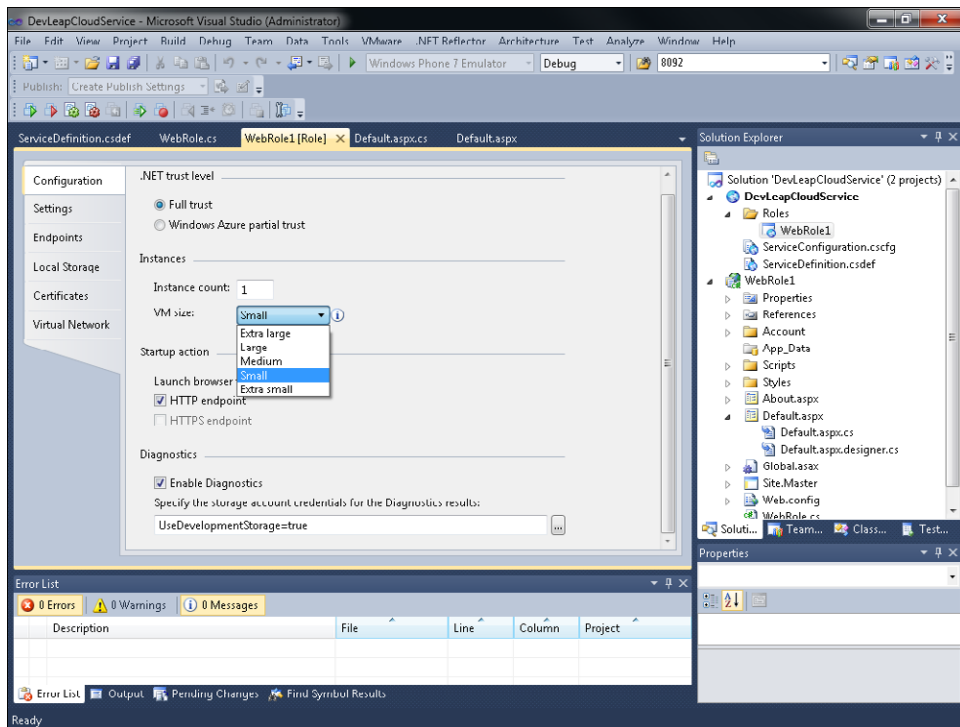 DevLeapCloudService - Microsoft Visual Studio (Administrator)
File Edit View Project Build Debug Team Data Tools VMware .NET Reflector Architecture Test Analyze Window Help
Windows Phone 7 Emulator Debug 8092
Publish: Create Publish Settings
ServiceDefinition.csdef WebRole.cs WebRole1 [Role] Default.aspx.cs Default.aspx
Configuration
Settings
Endpoints
Local Storage
Certificates
Virtual Network
.NET trust level
Full trust
Windows Azure partial trust
Instances
Instance count: 1
VM size: Small
Extra large
Large
Medium
Small
Extra small
Startup action
Launch browser
HTTP endpoint
HTTPS endpoint
Diagnostics
Enable Diagnostics
Specify the storage account credentials for the Diagnostics results:
UseDevelopmentStorage=true ...
Solution Explorer
Solution 'DevLeapCloudService' (2 projects)
DevLeapCloudService
Roles
WebRole1
ServiceConfiguration.cscfg
ServiceDefinition.csdef
WebRole1
Properties
References
Account
App_Data
Scripts
Styles
About.aspx
Default.aspx
Default.aspx.cs
Default.aspx.designer.cs
Global.asax
Site.Master
Web.config
WebRole.cs
Soluti... Team... Class... Test...
Properties
Error List
0 Errors 0 Warnings 0 Messages
Description File Line Column Project
Error List Output Pending Changes Find Symbol Results
Ready